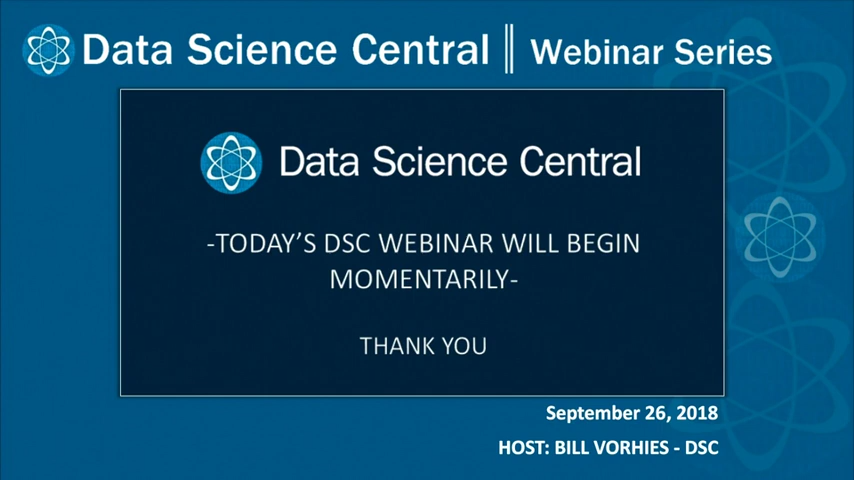 Data Science Central || Webinar Series
Data Science Central
-TODAY'S DSC WEBINAR WILL BEGIN
MOMENTARILY-
THANK YOU
September 26, 2018
HOST: BILL VORHIES - DSC